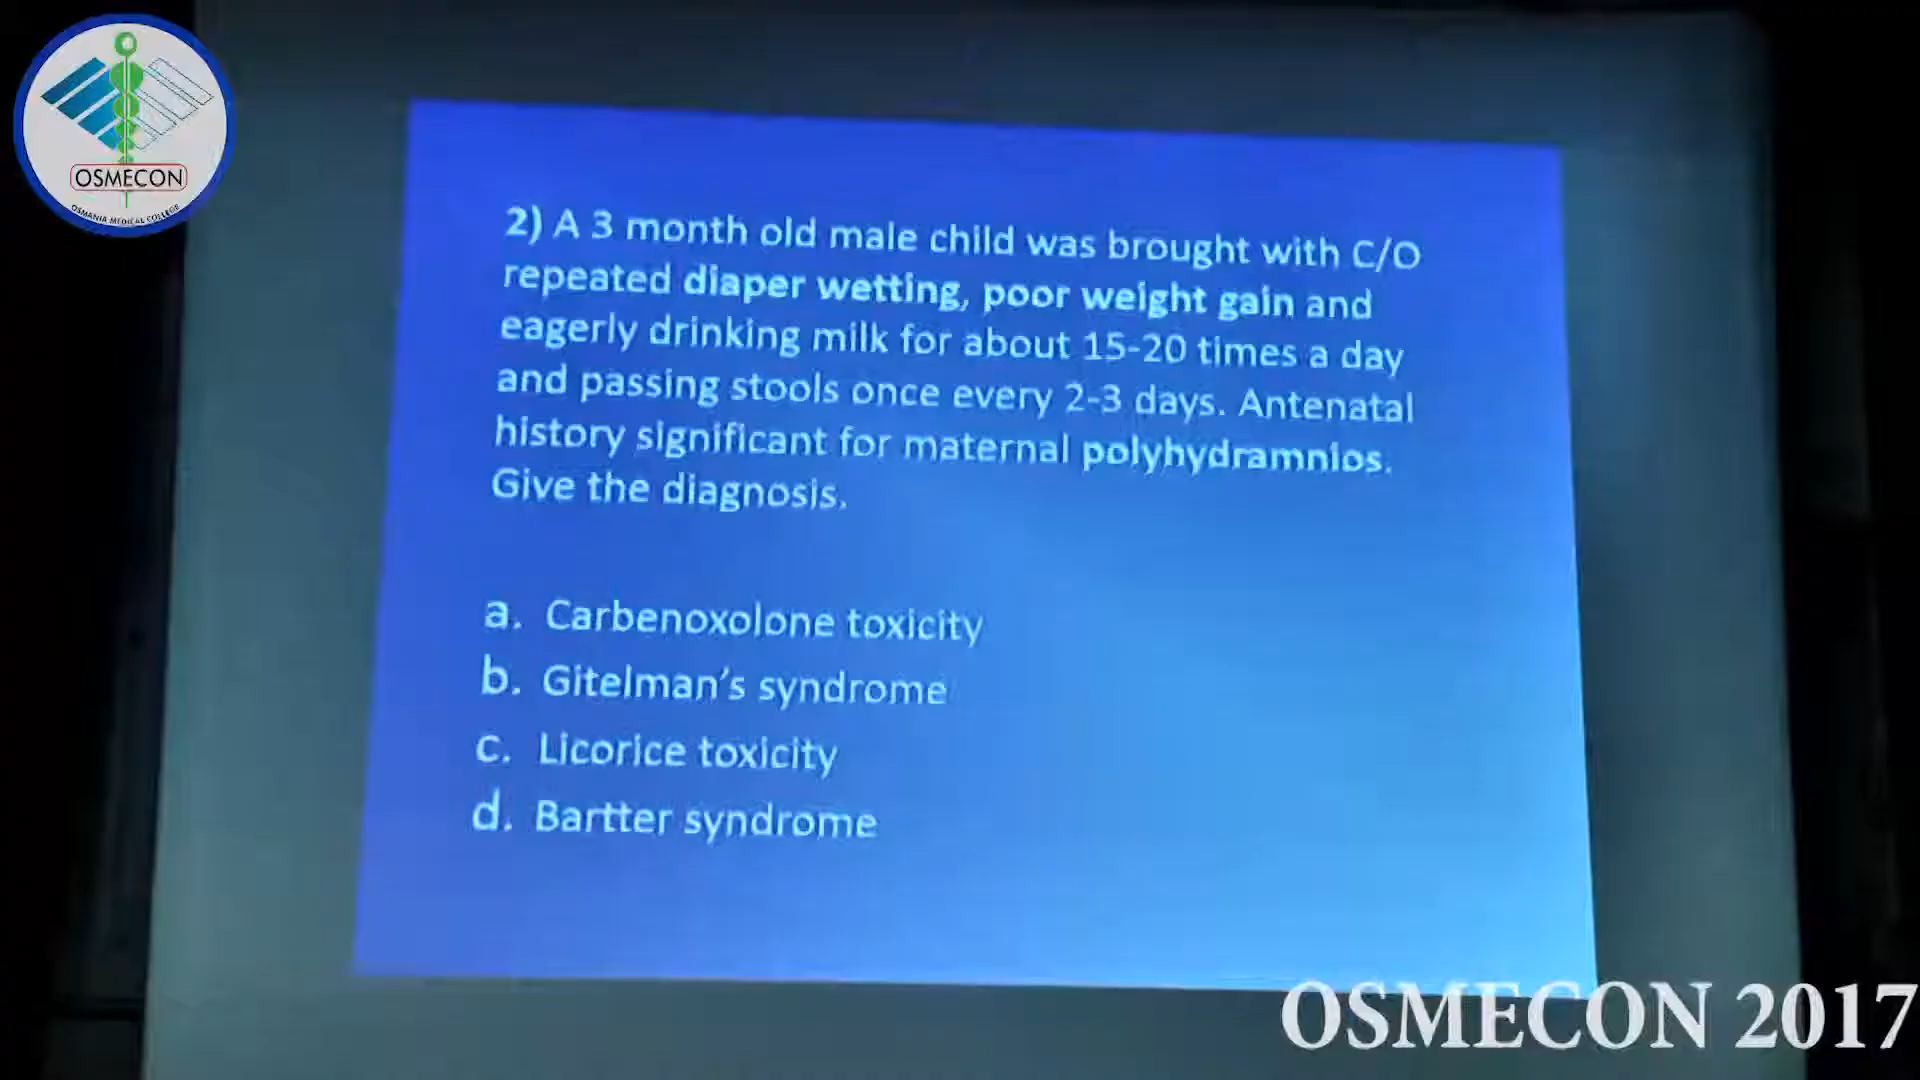 OSMECON
OSMANIA MEDICAL COLLEGE
2) A 3 month old male child was brought with C/O
repeated diaper wetting, poor weight gain and
eagerly drinking milk for about 15-20 times a day
and passing stools once every 2-3 days. Antenatal
history significant for maternal polyhydramnios.
Give the diagnosis.
a. Carbenoxolone toxicity
b. Gitelman's syndrome
c. Licorice toxicity
d. Bartter syndrome
OSMECON 2017